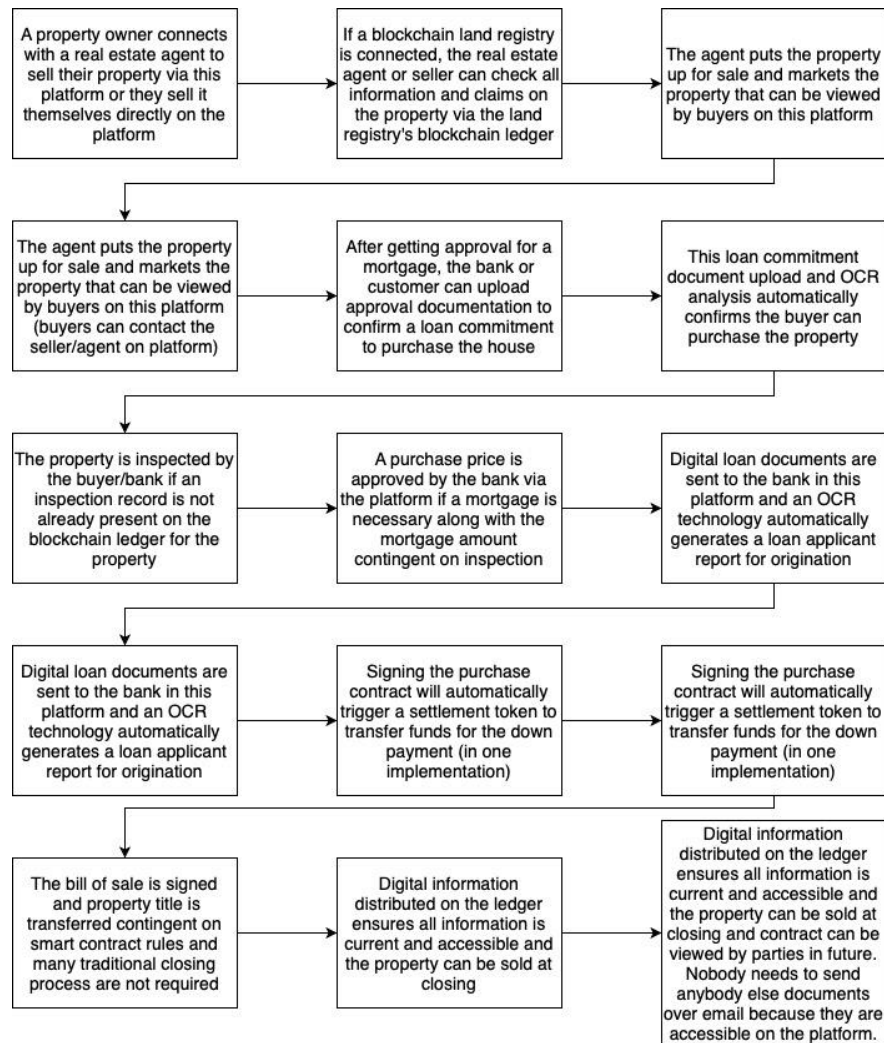 A property owner connects
with a real estate agent to
sell their property via this
platform or they sell it
themselves directly on the
platform
If a blockchain land registry
is connected, the real estate
agent or seller can check all
information and claims on
the property via the land
registry's blockchain ledger
The agent puts the property
up for sale and markets the
property that can be viewed
by buyers on this platform
The agent puts the property
up for sale and markets the
property that can be viewed
by buyers on this platform
(buyers can contact the
seller/agent on platform)
After getting approval for a
mortgage, the bank or
customer can upload
approval documentation to
confirm a loan commitment
to purchase the house
This loan commitment
document upload and OCR
analysis automatically
confirms the buyer can
purchase the property
The property is inspected by
the buyer/bank if an
inspection record is not
already present on the
blockchain ledger for the
property
A purchase price is
approved by the bank via
the platform if a mortgage is
necessary along with the
mortgage amount
contingent on inspection
Digital loan documents are
sent to the bank in this
platform and an OCR
technology automatically
generates a loan applicant
report for origination
Digital loan documents are
sent to the bank in this
platform and an OCR
technology automatically
generates a loan applicant
report for origination
Signing the purchase
contract will automatically
trigger a settlement token to
transfer funds for the down
payment (in one
implementation)
Signing the purchase
contract will automatically
trigger a settlement token to
transfer funds for the down
payment (in one
implementation)
The bill of sale is signed
and property title is
transferred contingent on
smart contract rules and
many traditional closing
process are not required
Digital information
distributed on the ledger
ensures all information is
current and accessible and
the property can be sold at
closing
Digital information
distributed on the ledger
ensures all information is
current and accessible and
the property can be sold at
closing and contract can be
viewed by parties in future.
Nobody needs to send
anybody else documents
over email because they are
accessible on the platform.